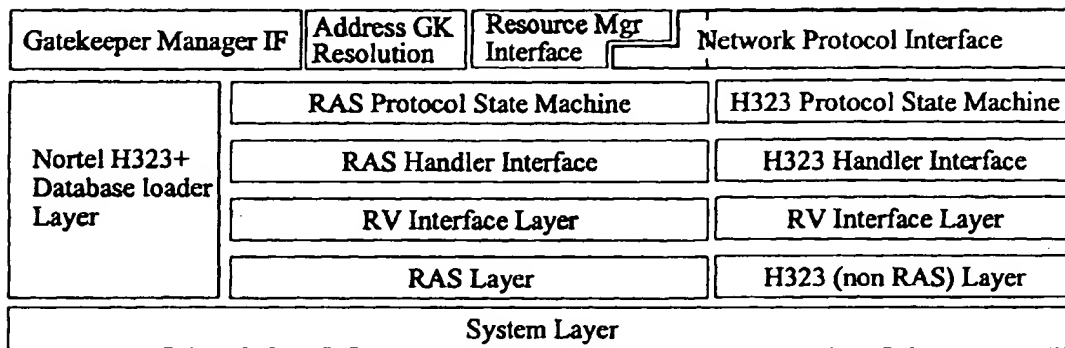 Gatekeeper Manager IF
Address GK
Resolution
Resource Mgr
Interface
Network Protocol Interface
RAS Protocol State Machine
H323 Protocol State Machine
Nortel H323+
Database loader
Layer
RAS Handler Interface
H323 Handler Interface
RV Interface Layer
RV Interface Layer
RAS Layer
H323 (non RAS) Layer
System Layer